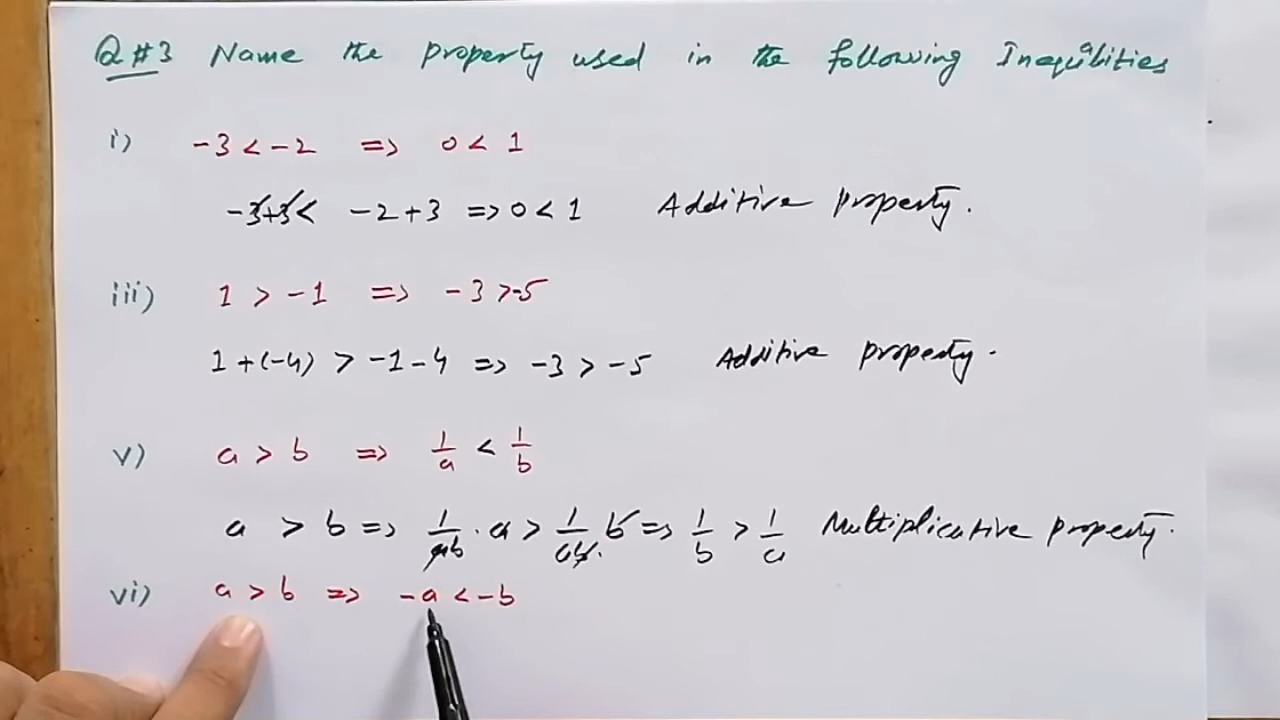 Q#3 Name the property used in the following Inequalities
i) -3 < -2 => 0 < 1
-3+3 < -2+3 => 0 < 1 Additive property.
iii) 1 > -1 => -3 > -5
1 + (-4) > -1 - 4 => -3 > -5 Additive property.
v) a > b => 1/a < 1/b
a > b => 1/ab . a > 1/ab . b => 1/b > 1/a Multiplicative property.
vi) a > b => -a < -b